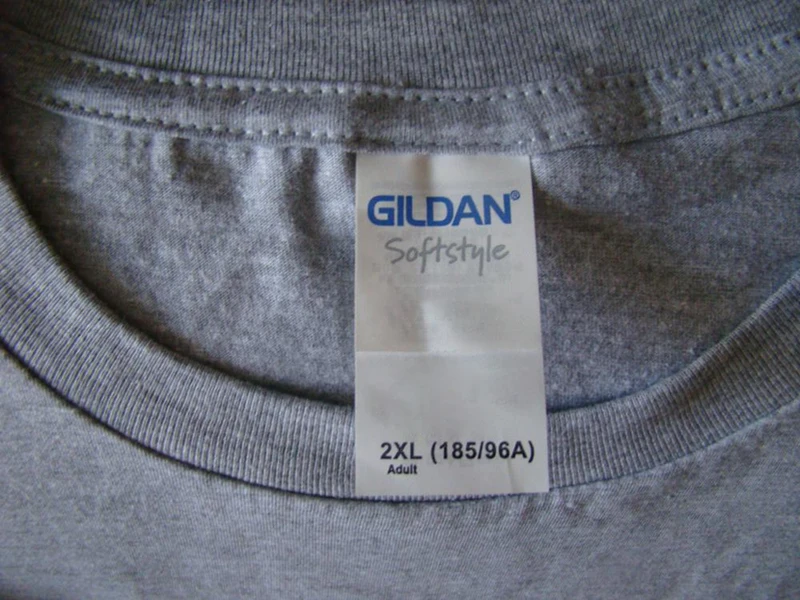 GILDAN®
Softstyle
2XL (185/96A)
Adult